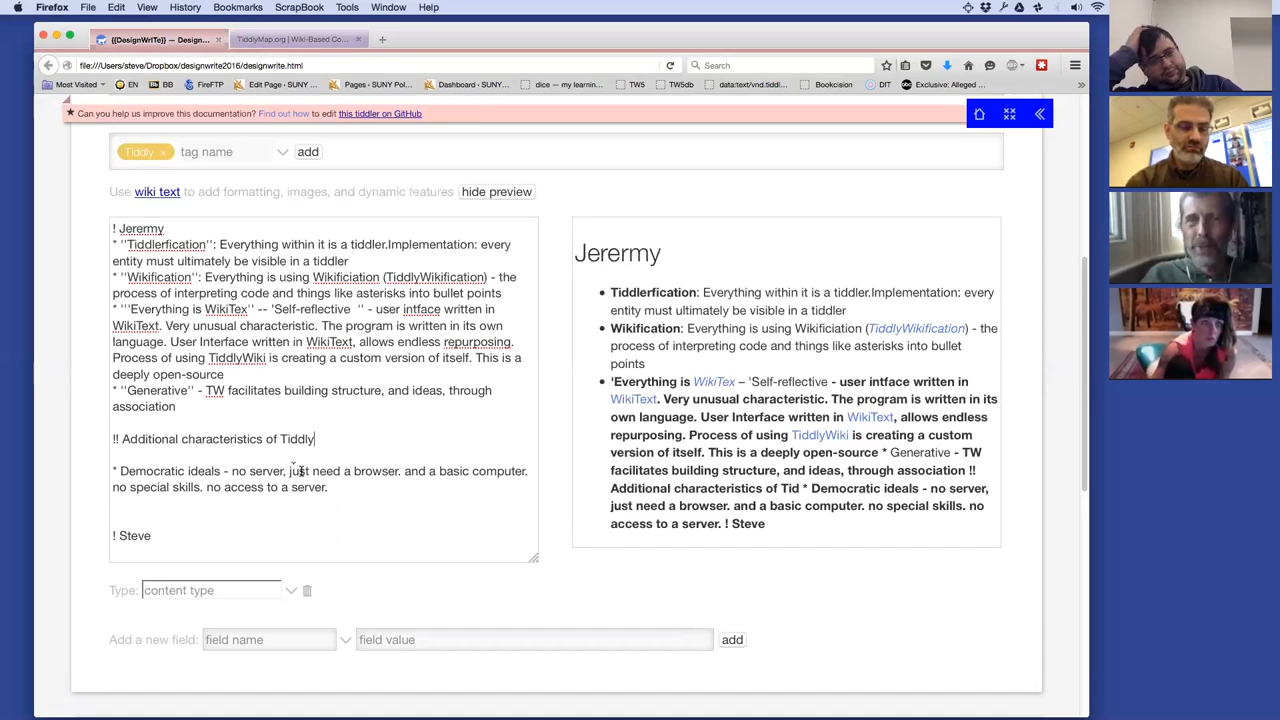 Firefox File Edit View History Bookmarks ScrapBook Tools Window Help
{{DesignWrITe}} — Design...
TiddlyMap.org | Wiki-Based Co...
file:///Users/steve/Dropbox/designwrite2016/designwrite.html
Search
Most Visited EN BB FireFTP Edit Page - SUNY ... Pages - SUNY Pol... Dashboard - SUNY... dice — my learning... TW5 TW5db data:text/vnd.tiddl... Bookcision DIT Exclusive: Alleged ...
Can you help us improve this documentation? Find out how to edit this tiddler on GitHub
Tiddly × tag name add
Use wiki text to add formatting, images, and dynamic features hide preview
! Jerermy
* ''Tiddlerfication'': Everything within it is a tiddler.Implementation: every
entity must ultimately be visible in a tiddler
* ''Wikification'': Everything is using Wikificiation (TiddlyWikification) - the
process of interpreting code and things like asterisks into bullet points
* '''Everything is WikiTex'' -- 'Self-reflective '' - user intface written in
WikiText. Very unusual characteristic. The program is written in its own
language. User Interface written in WikiText, allows endless repurposing.
Process of using TiddlyWiki is creating a custom version of itself. This is a
deeply open-source
* ''Generative'' - TW facilitates building structure, and ideas, through
association
!! Additional characteristics of Tiddly
* Democratic ideals - no server, just need a browser. and a basic computer.
no special skills. no access to a server.
! Steve
Jerermy
• Tiddlerfication: Everything within it is a tiddler.Implementation: every
entity must ultimately be visible in a tiddler
• Wikification: Everything is using Wikificiation (TiddlyWikification) - the
process of interpreting code and things like asterisks into bullet
points
• 'Everything is WikiTex – 'Self-reflective - user intface written in
WikiText. Very unusual characteristic. The program is written in its
own language. User Interface written in WikiText, allows endless
repurposing. Process of using TiddlyWiki is creating a custom
version of itself. This is a deeply open-source * Generative - TW
facilitates building structure, and ideas, through association !!
Additional characteristics of Tid * Democratic ideals - no server,
just need a browser. and a basic computer. no special skills. no
access to a server. ! Steve
Type: content type
Add a new field: field name field value add